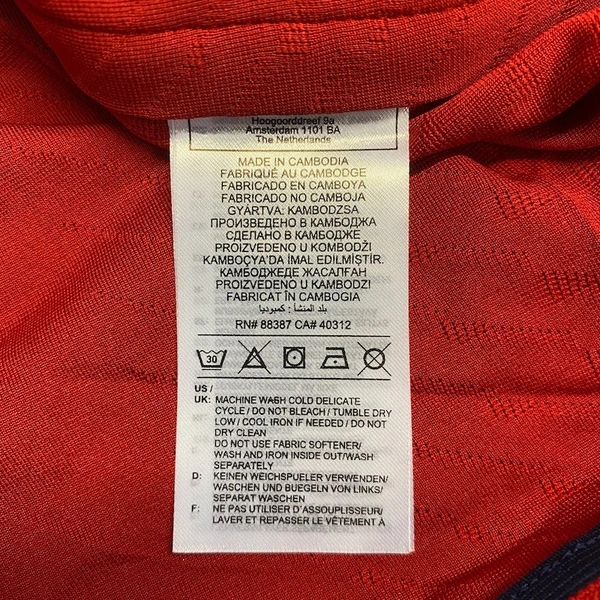 Hoogoorddreef 9a
Amsterdam 1101 BA
The Netherlands
MADE IN CAMBODIA
FABRIQUÉ AU CAMBODGE
FABRICADO EN CAMBOYA
FABRICADO NO CAMBOJA
GYÁRTVA: KAMBODZSA
ПРОИЗВЕДЕНО В КАМБОДЖА
СДЕЛАНО В КАМБОДЖЕ
PROIZVEDENO U KOMBODŽI
KAMBOÇYA'DA İMAL EDİLMİŞTİR.
КАМБОДЖЕДЕ ЖАСАЛҒАН
PROIZVEDENO U KAMBODZI
FABRICAT ÎN CAMBOGIA
بلد المنشأ : كمبوديا
RN# 88387 CA# 40312
30
US /
UK: MACHINE WASH COLD DELICATE
CYCLE / DO NOT BLEACH / TUMBLE DRY
LOW / COOL IRON IF NEEDED / DO NOT
DRY CLEAN
DO NOT USE FABRIC SOFTENER/
WASH AND IRON INSIDE OUT/WASH
SEPARATELY
D: KEINEN WEICHSPUELER VERWENDEN/
WASCHEN UND BUEGELN VON LINKS/
SEPARAT WASCHEN
F: NE PAS UTILISER D'ASSOUPLISSEUR/
LAVER ET REPASSER LE VÊTEMENT À